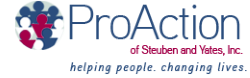 ProAction
of Steuben and Yates, Inc.
helping people. changing lives.